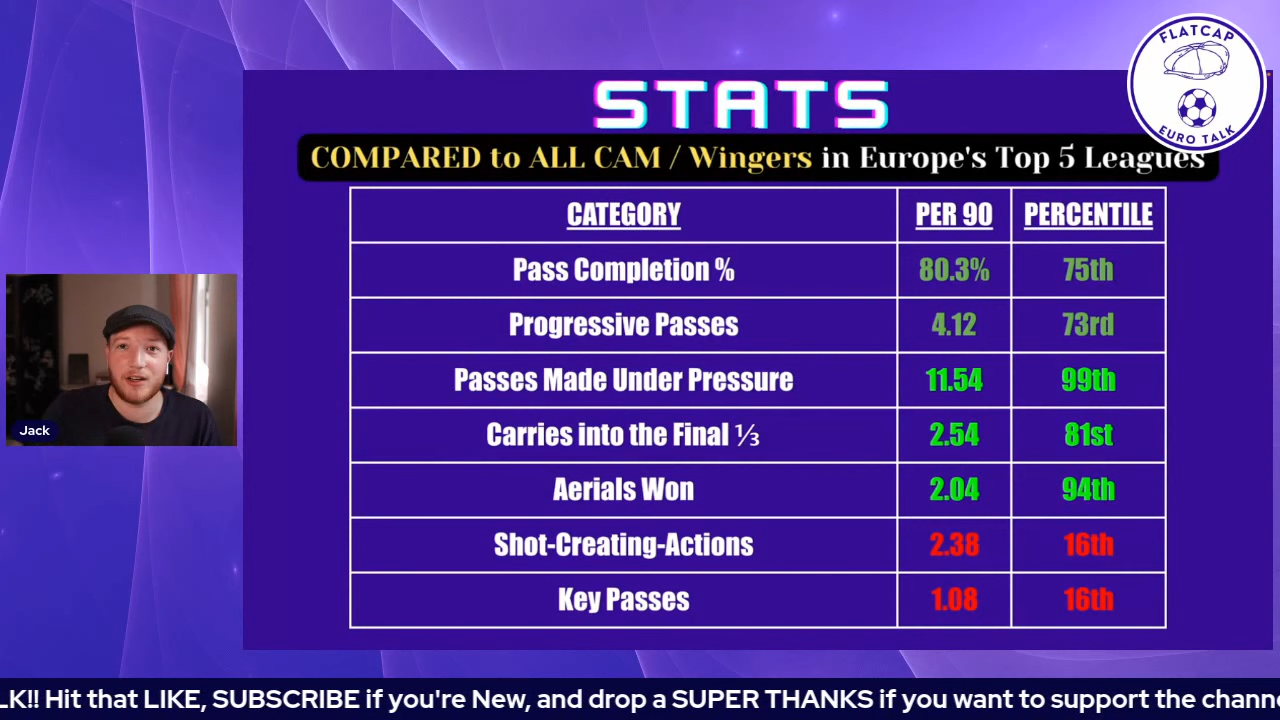 FLATCAP
EURO TALK
STATS
COMPARED to ALL CAM / Wingers in Europe's Top 5 Leagues
CATEGORY PER 90 PERCENTILE
Pass Completion % 80.3% 75th
Progressive Passes 4.12 73rd
Passes Made Under Pressure 11.54 99th
Carries into the Final ⅓ 2.54 81st
Aerials Won 2.04 94th
Shot-Creating-Actions 2.38 16th
Key Passes 1.08 16th
Jack
LK!! Hit that LIKE, SUBSCRIBE if you're New, and drop a SUPER THANKS if you want to support the chann